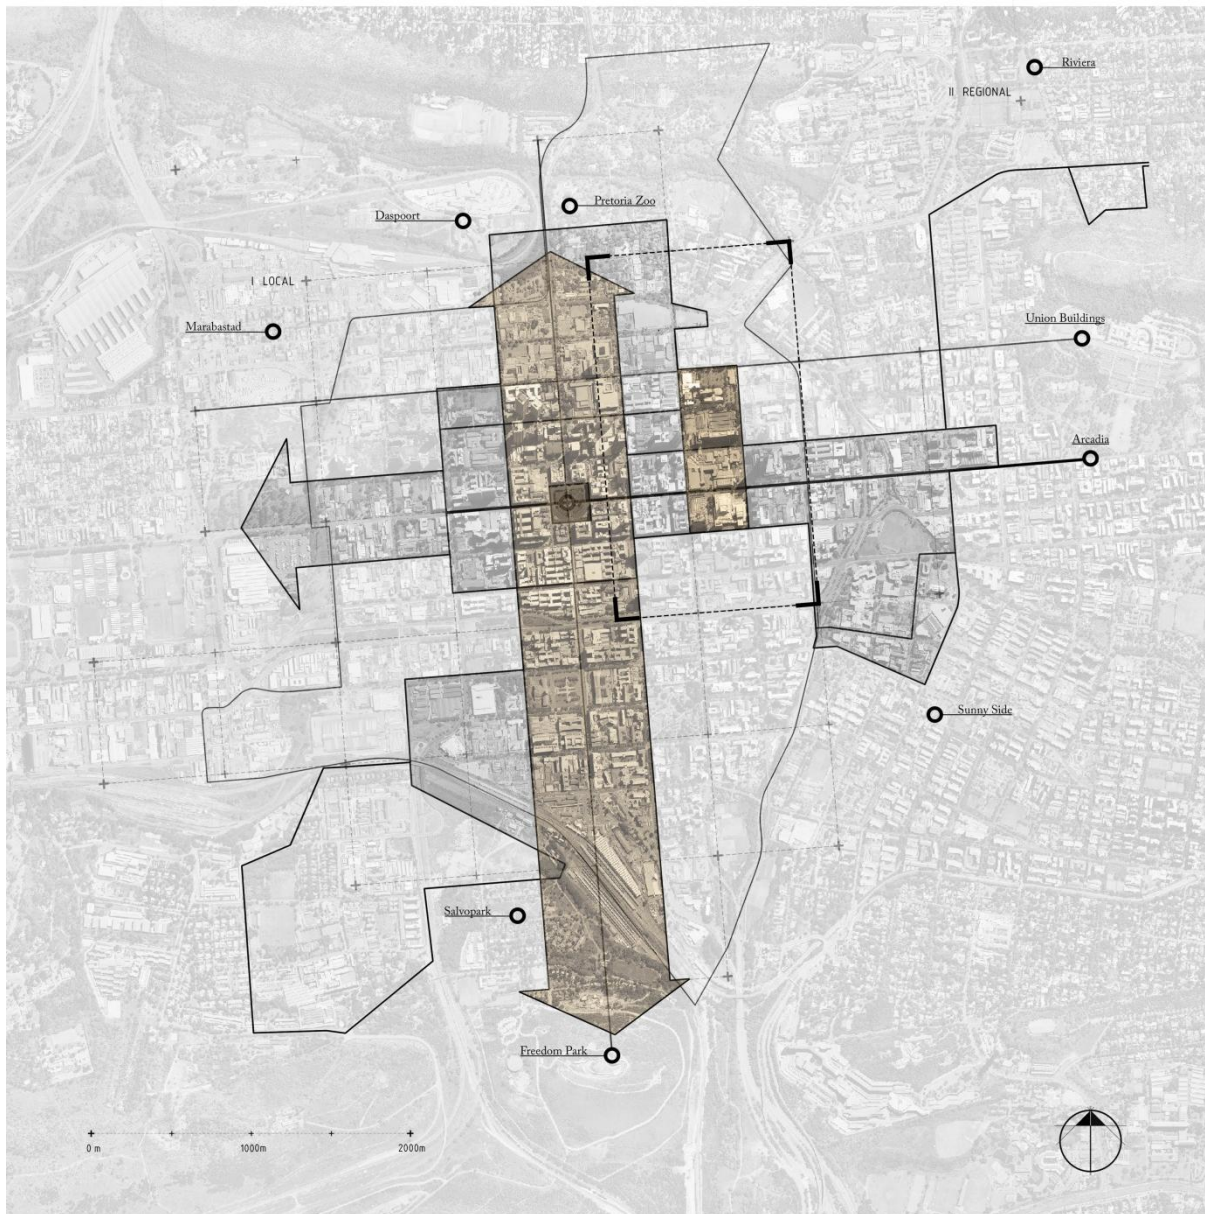 Riviera
II REGIONAL
Pretoria Zoo
Daspoort
I LOCAL
Marabastad
Union Buildings
Arcadia
Sunny Side
Salvopark
Freedom Park
0 m
1000m
2000m